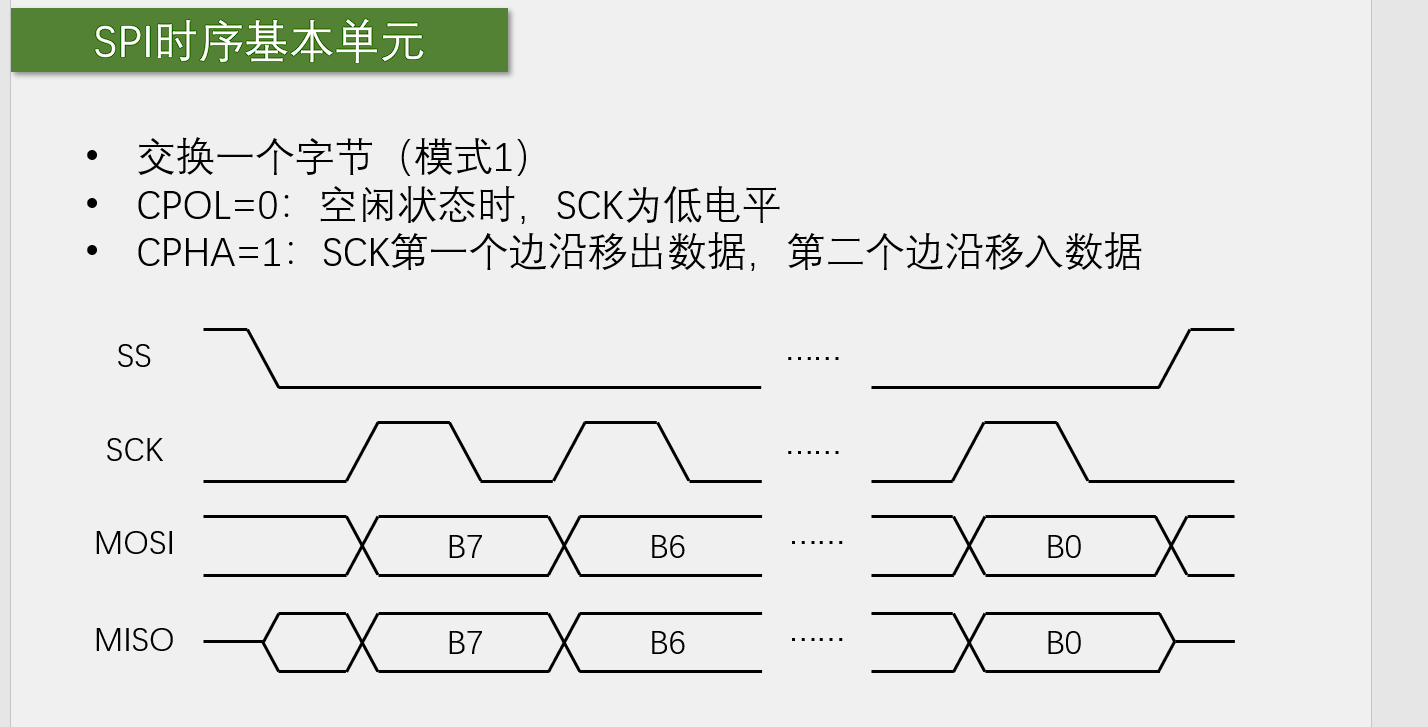 SPI时序基本单元
• 交换一个字节（模式1）
• CPOL=0：空闲状态时，SCK为低电平
• CPHA=1：SCK第一个边沿移出数据，第二个边沿移入数据
SS ……
SCK ……
MOSI B7 B6 …… B0
MISO B7 B6 …… B0